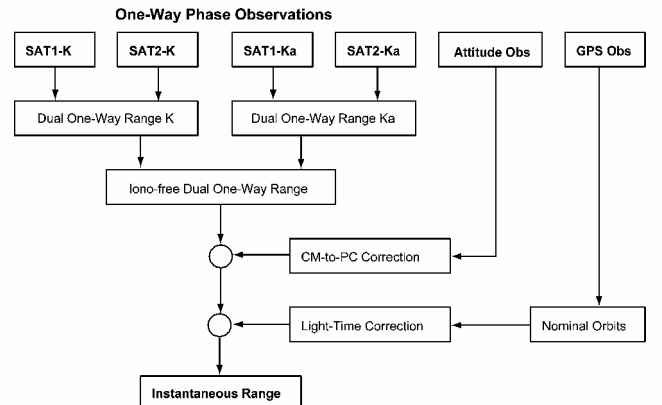 One-Way Phase Observations
SAT1-K
SAT2-K
SAT1-Ka
SAT2-Ka
Attitude Obs
GPS Obs
Dual One-Way Range K
Dual One-Way Range Ka
Iono-free Dual One-Way Range
CM-to-PC Correction
Light-Time Correction
Nominal Orbits
Instantaneous Range